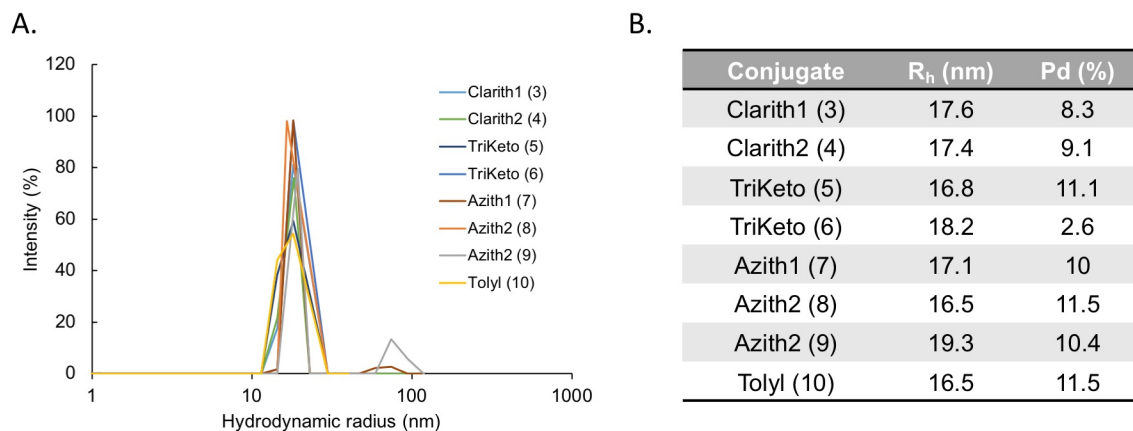 A.
120
100
80
60
40
20
0
Intensity (%)
1
10
100
1000
Hydrodynamic radius (nm)
Clarith1 (3)
Clarith2 (4)
TriKeto (5)
TriKeto (6)
Azith1 (7)
Azith2 (8)
Azith2 (9)
Tolyl (10)
B.
Conjugate Rh (nm) Pd (%)
Clarith1 (3) 17.6 8.3
Clarith2 (4) 17.4 9.1
TriKeto (5) 16.8 11.1
TriKeto (6) 18.2 2.6
Azith1 (7) 17.1 10
Azith2 (8) 16.5 11.5
Azith2 (9) 19.3 10.4
Tolyl (10) 16.5 11.5